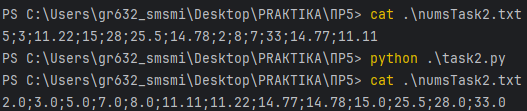 PS C:\Users\gr632_smsmi\Desktop\PRAKTIKA\ПР5> cat .\numsTask2.txt
5;3;11.22;15;28;25.5;14.78;2;8;7;33;14.77;11.11
PS C:\Users\gr632_smsmi\Desktop\PRAKTIKA\ПР5> python .\task2.py
PS C:\Users\gr632_smsmi\Desktop\PRAKTIKA\ПР5> cat .\numsTask2.txt
2.0;3.0;5.0;7.0;8.0;11.11;11.22;14.77;14.78;15.0;25.5;28.0;33.0